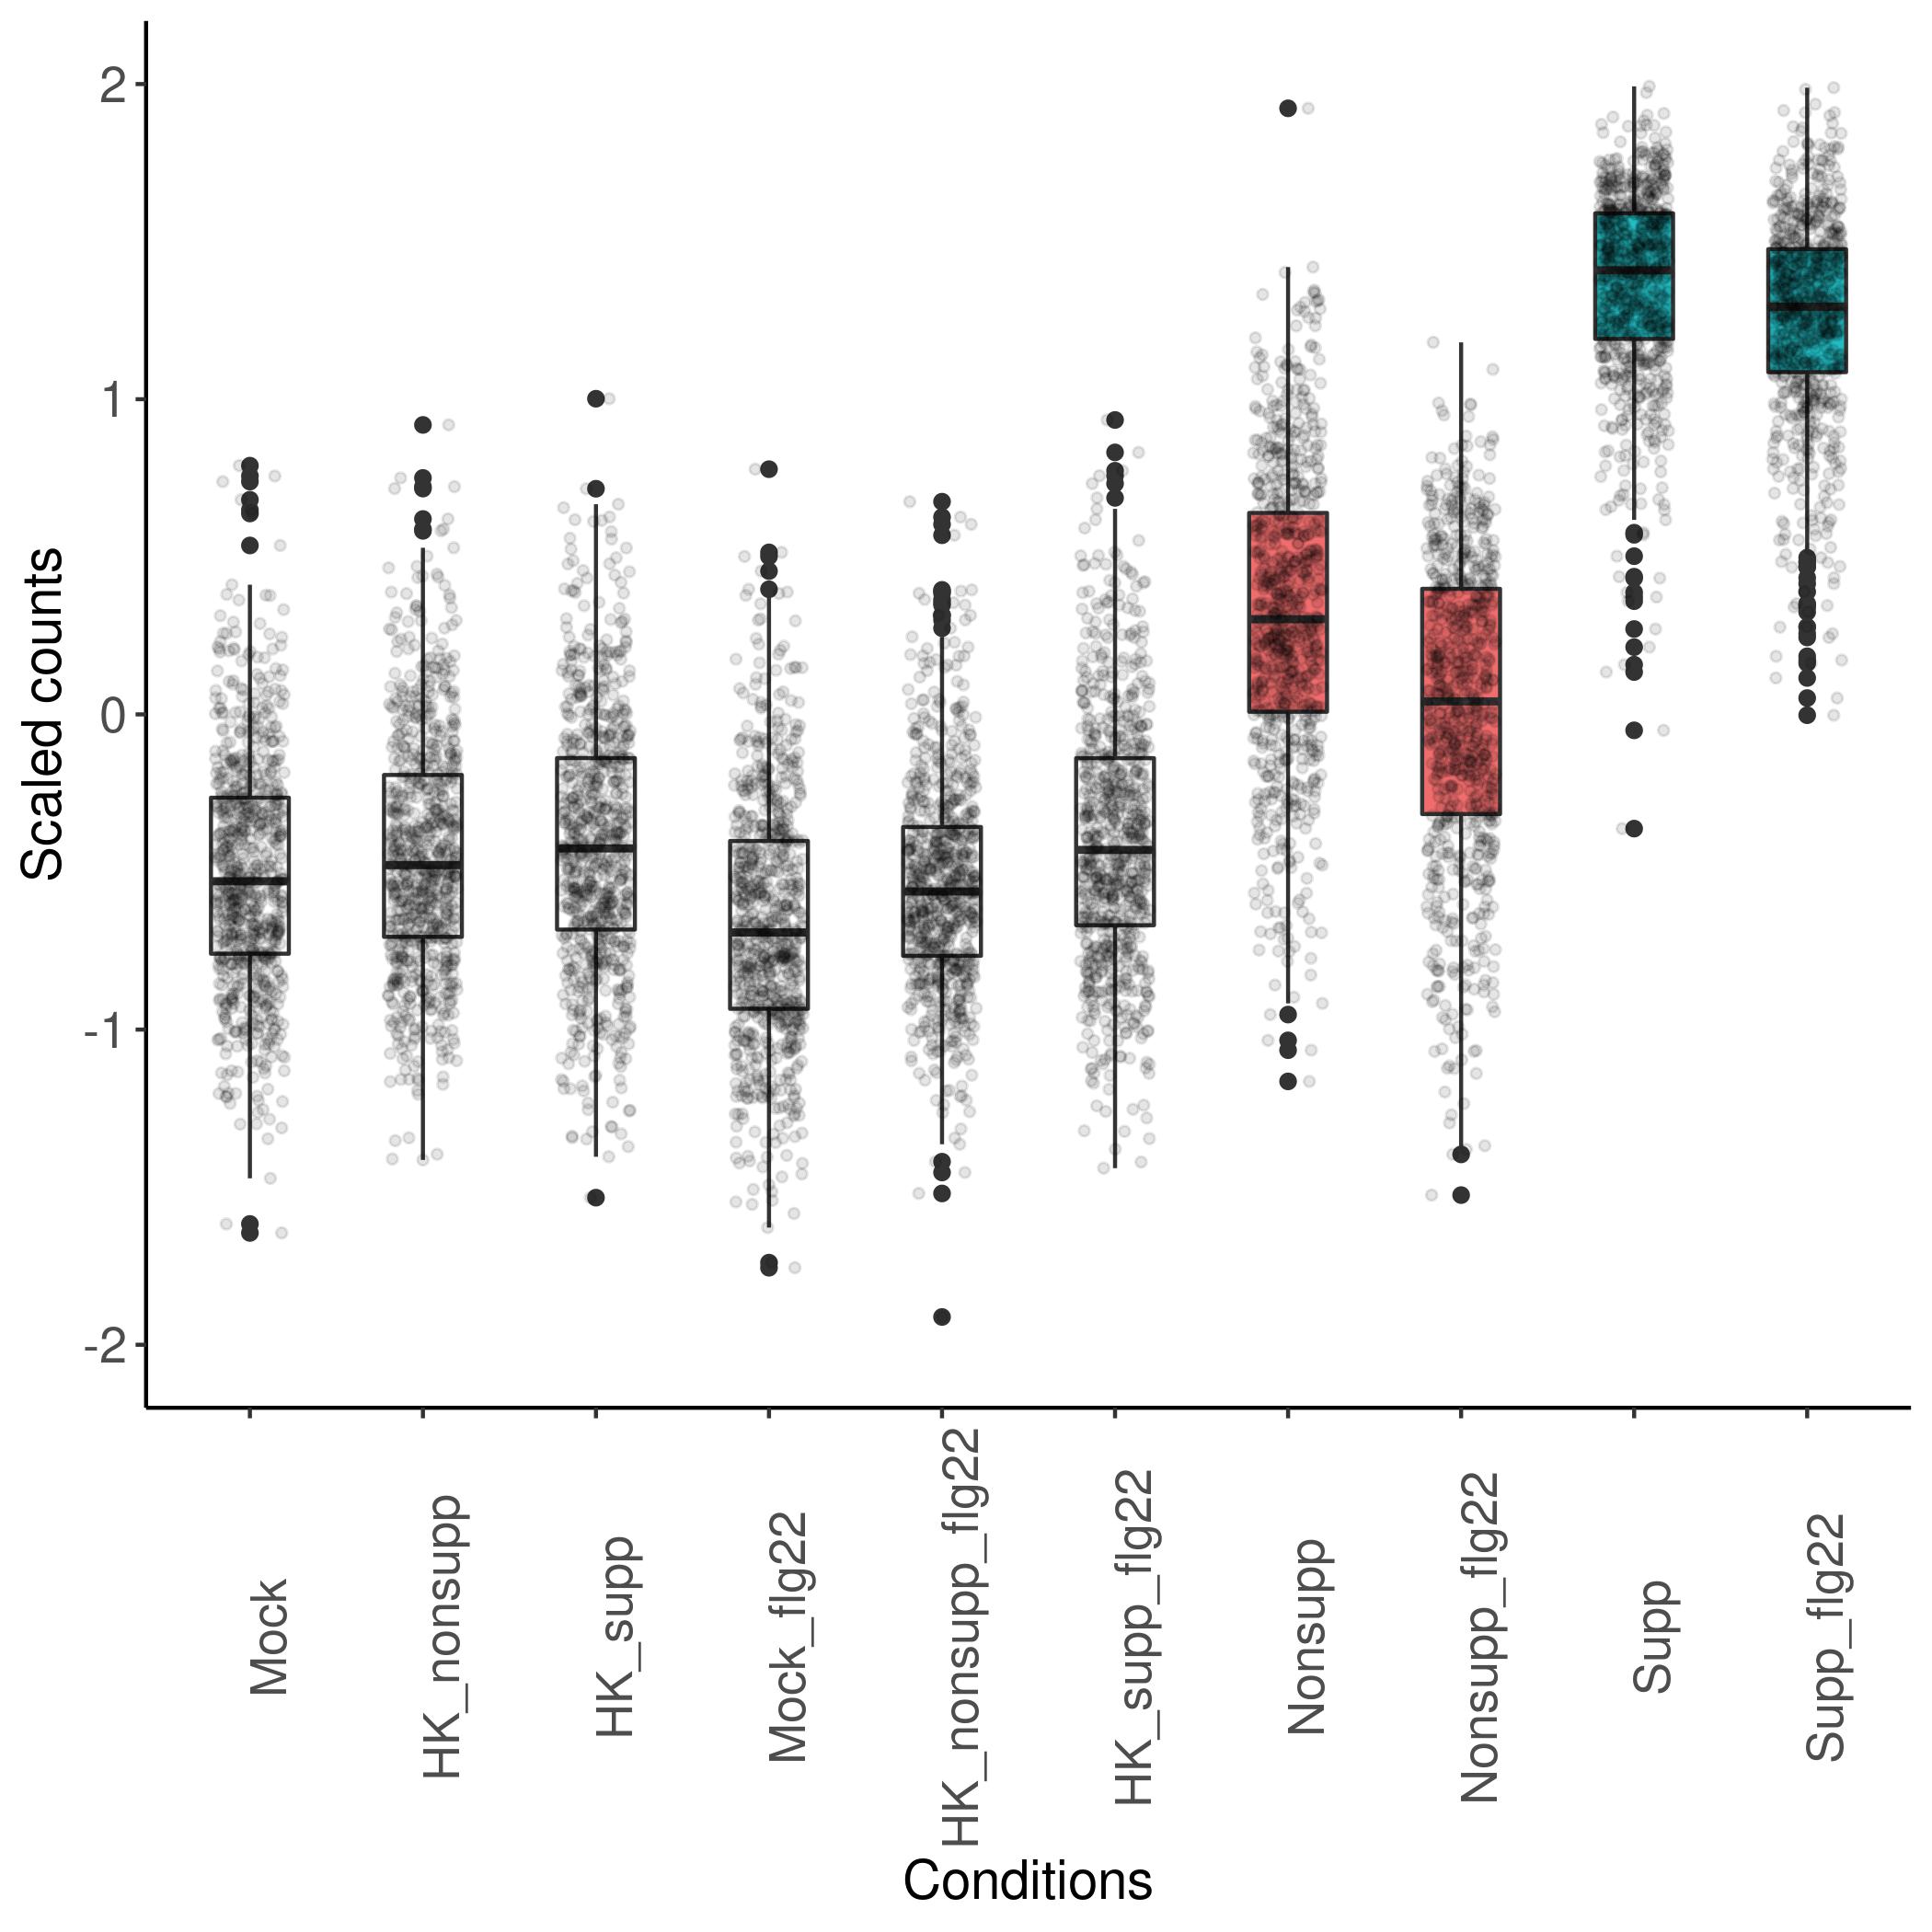 Scaled counts
2
1
0
-1
-2
Mock
HK_nonsupp
HK_supp
Mock_flg22
HK_nonsupp_flg22
HK_supp_flg22
Nonsupp
Nonsupp_flg22
Supp
Supp_flg22
Conditions